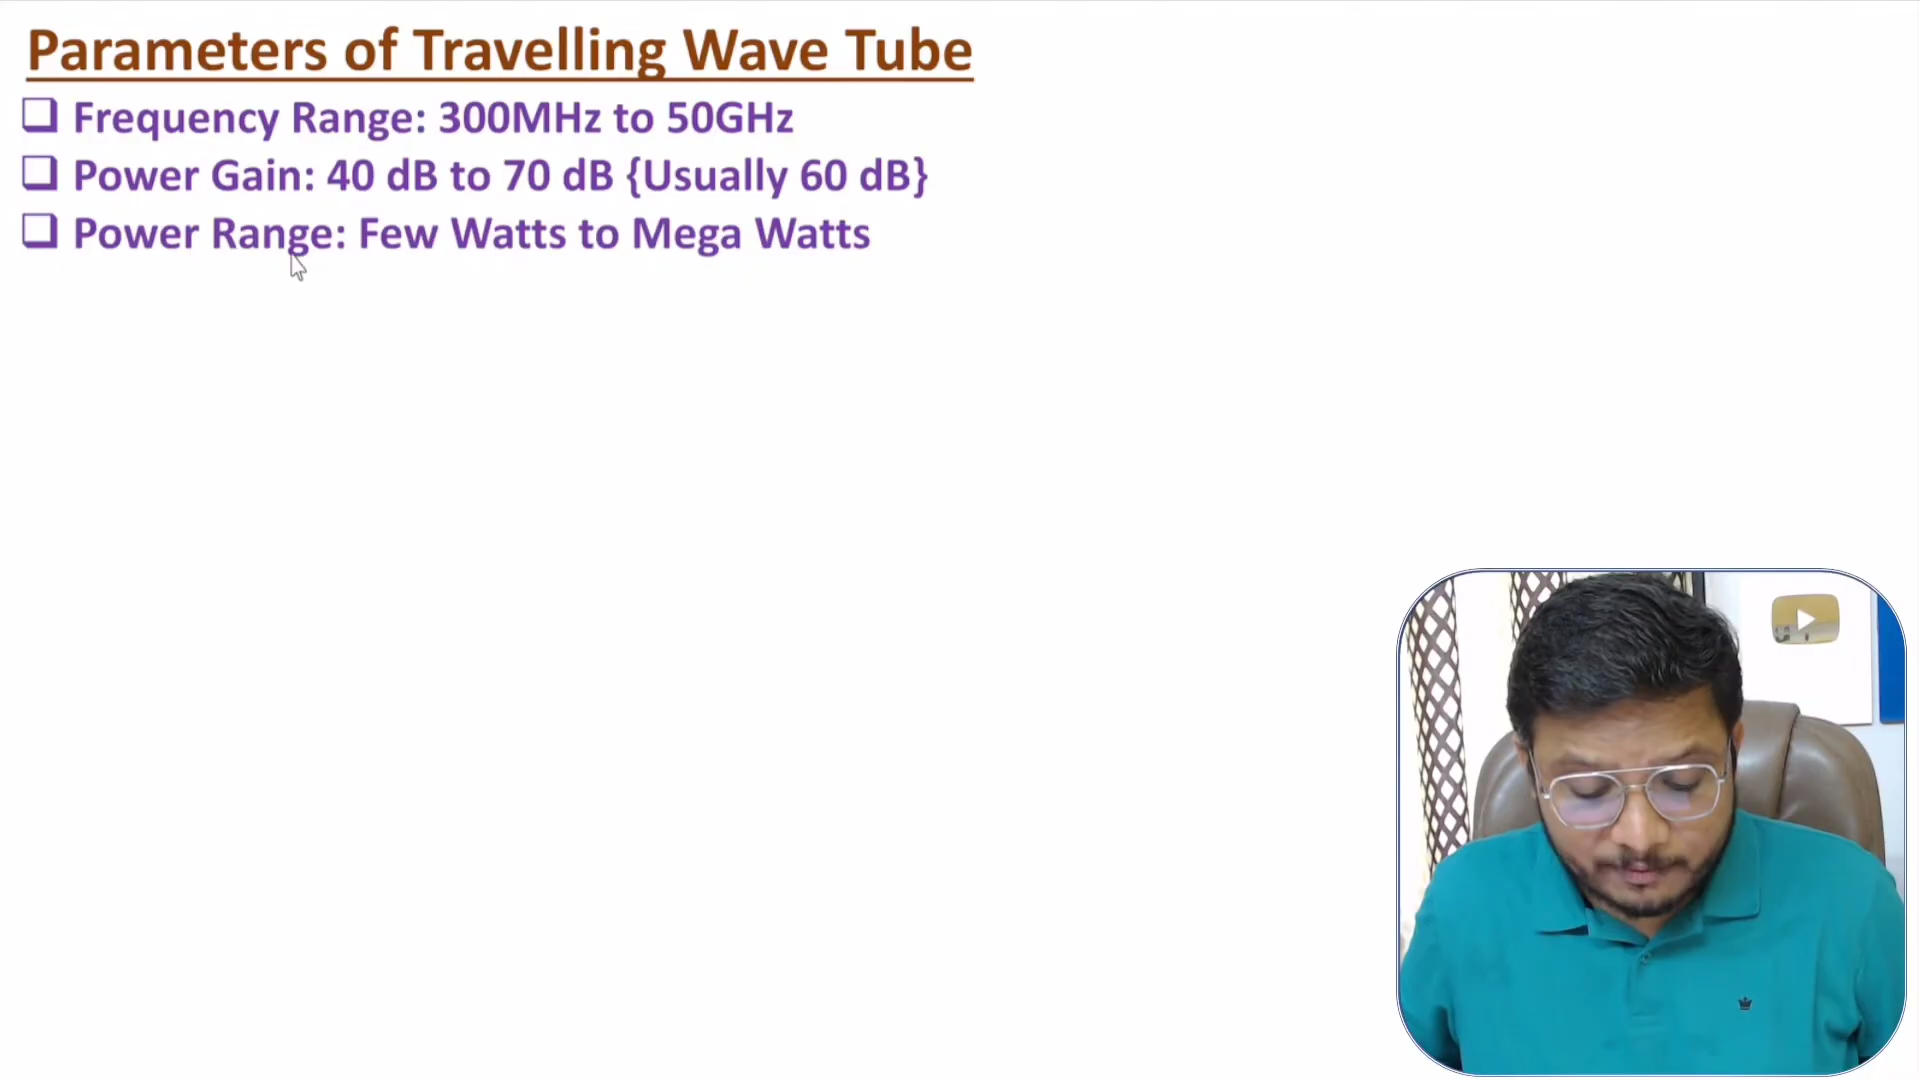 Parameters of Travelling Wave Tube
Frequency Range: 300MHz to 50GHz
Power Gain: 40 dB to 70 dB {Usually 60 dB}
Power Range: Few Watts to Mega Watts